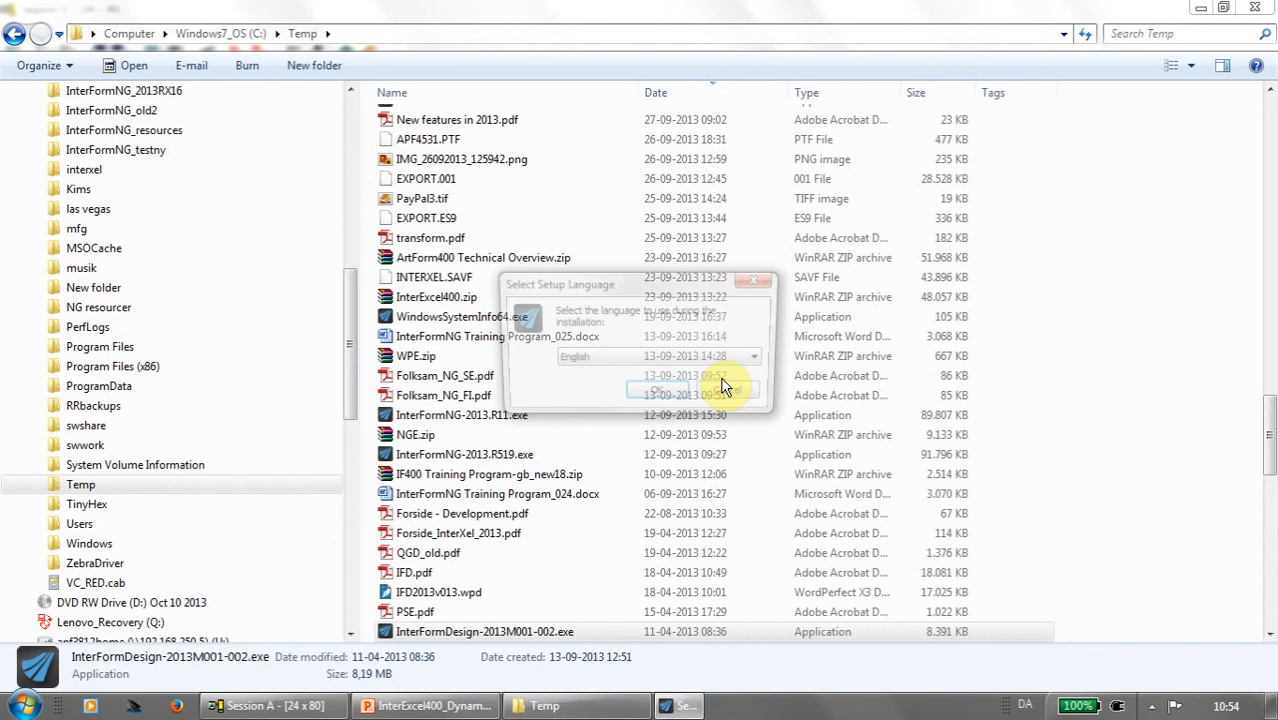 Computer ▸ Windows7_OS (C:) ▸ Temp ▸
Search Temp
Organize Open E-mail Burn New folder
Name Date Type Size Tags
InterFormNG_2013RX16
InterFormNG_old2
InterFormNG_resources
InterFormNG_testny
interxel
Kims
las vegas
mfg
MSOCache
musik
New folder
NG resourcer
PerfLogs
Program Files
Program Files (x86)
ProgramData
RRbackups
swshare
swwork
System Volume Information
Temp
TinyHex
Users
Windows
ZebraDriver
VC_RED.cab
DVD RW Drive (D:) Oct 10 2013
Lenovo_Recovery (Q:)
New features in 2013.pdf 27-09-2013 09:02 Adobe Acrobat D... 23 KB
APF4531.PTF 26-09-2013 18:31 PTF File 477 KB
IMG_26092013_125942.png 26-09-2013 12:59 PNG image 235 KB
EXPORT.001 26-09-2013 12:45 001 File 28.528 KB
PayPal3.tif 25-09-2013 14:24 TIFF image 19 KB
EXPORT.ES9 25-09-2013 13:44 ES9 File 336 KB
transform.pdf 25-09-2013 13:27 Adobe Acrobat D... 182 KB
ArtForm400 Technical Overview.zip 23-09-2013 16:27 WinRAR ZIP archive 51.968 KB
INTERXEL.SAVF 23-09-2013 13:23 SAVF File 43.896 KB
InterExcel400.zip 23-09-2013 13:22 WinRAR ZIP archive 48.057 KB
WindowsSystemInfo64.exe 19-09-2013 16:37 Application 105 KB
InterFormNG Training Program_025.docx 13-09-2013 16:14 Microsoft Word D... 3.068 KB
WPE.zip 13-09-2013 14:28 WinRAR ZIP archive 667 KB
Folksam_NG_SE.pdf 13-09-2013 09:52 Adobe Acrobat D... 86 KB
Folksam_NG_FI.pdf 13-09-2013 09:51 Adobe Acrobat D... 85 KB
InterFormNG-2013.R11.exe 12-09-2013 15:30 Application 89.807 KB
NGE.zip 12-09-2013 09:53 WinRAR ZIP archive 9.133 KB
InterFormNG-2013.R519.exe 12-09-2013 09:27 Application 91.796 KB
IF400 Training Program-gb_new18.zip 10-09-2013 12:06 WinRAR ZIP archive 2.514 KB
InterFormNG Training Program_024.docx 06-09-2013 16:27 Microsoft Word D... 3.070 KB
Forside - Development.pdf 22-08-2013 10:33 Adobe Acrobat D... 67 KB
Forside_InterXel_2013.pdf 19-04-2013 12:27 Adobe Acrobat D... 114 KB
QGD_old.pdf 19-04-2013 12:22 Adobe Acrobat D... 1.376 KB
IFD.pdf 18-04-2013 10:49 Adobe Acrobat D... 18.081 KB
IFD2013v013.wpd 18-04-2013 10:01 WordPerfect X3 D... 17.025 KB
PSE.pdf 15-04-2013 17:29 Adobe Acrobat D... 1.022 KB
InterFormDesign-2013M001-002.exe 11-04-2013 08:36 Application 8.391 KB
Select Setup Language
Select the language to use during the
installation:
English
InterFormDesign-2013M001-002.exe Date modified: 11-04-2013 08:36 Date created: 13-09-2013 12:51
Application Size: 8,19 MB
Session A - [24 x 80] InterExcel400_Dynam... Temp Se... DA 100% 10:54